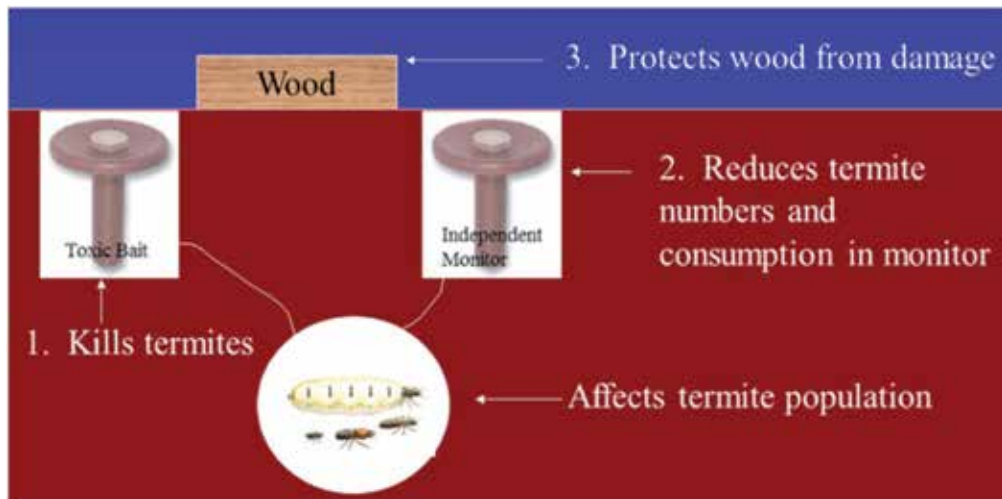 3. Protects wood from damage
Wood
Toxic Bait
Independent
Monitor
2. Reduces termite
numbers and
consumption in monitor
1. Kills termites
Affects termite population